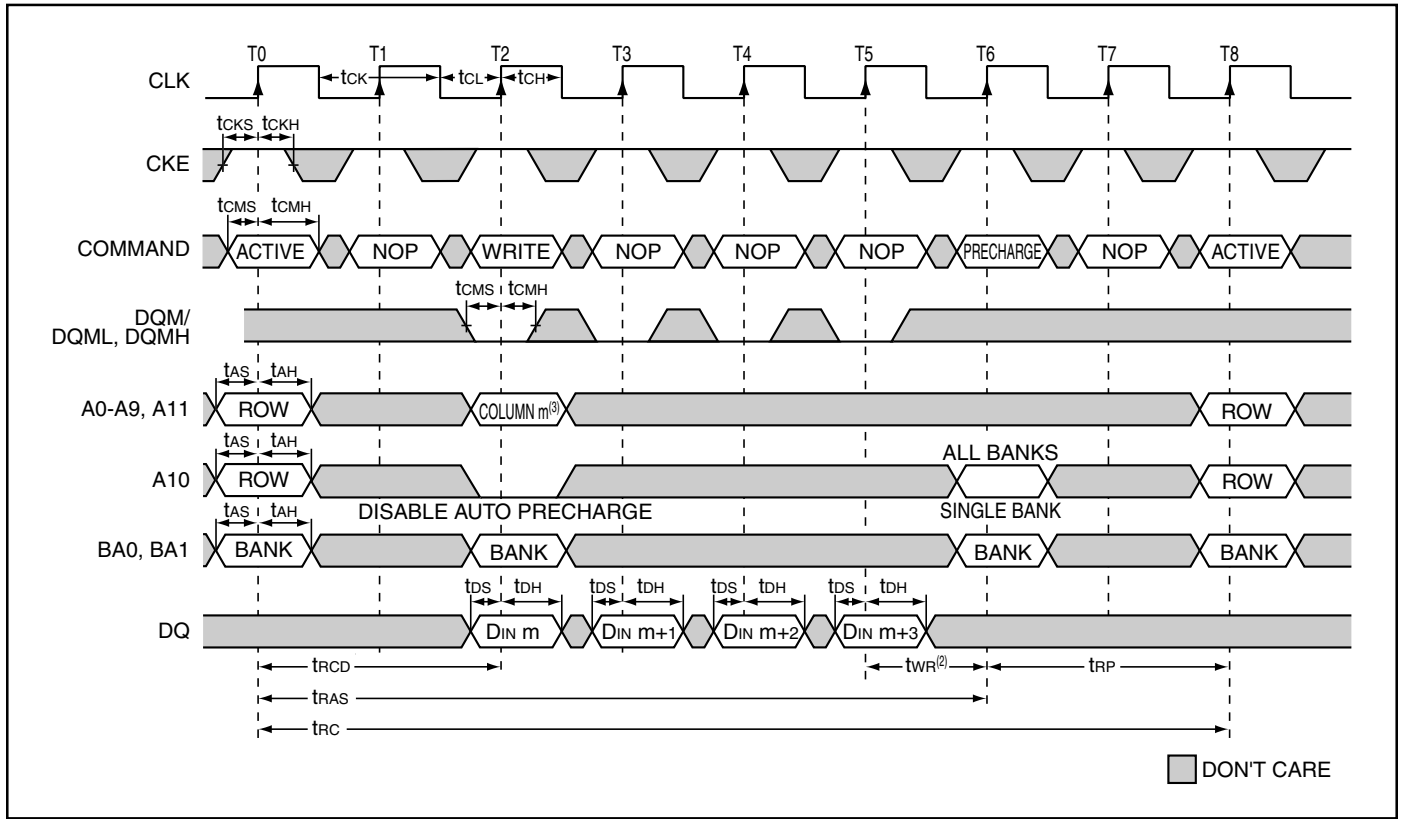 T0 T1 T2 T3 T4 T5 T6 T7 T8
CLK tCK tCL tCH
tCKS tCKH
CKE
tCMS tCMH
COMMAND ACTIVE NOP WRITE NOP NOP NOP PRECHARGE NOP ACTIVE
tCMS tCMH
DQM/
DQML, DQMH
tAS tAH
A0-A9, A11 ROW COLUMN m(3) ROW
tAS tAH ALL BANKS
A10 ROW ROW
tAS tAH DISABLE AUTO PRECHARGE SINGLE BANK
BA0, BA1 BANK BANK BANK BANK
tDS tDH tDS tDH tDS tDH tDS tDH
DQ DIN m DIN m+1 DIN m+2 DIN m+3
tRCD tWR(2) tRP
tRAS
tRC
DON'T CARE